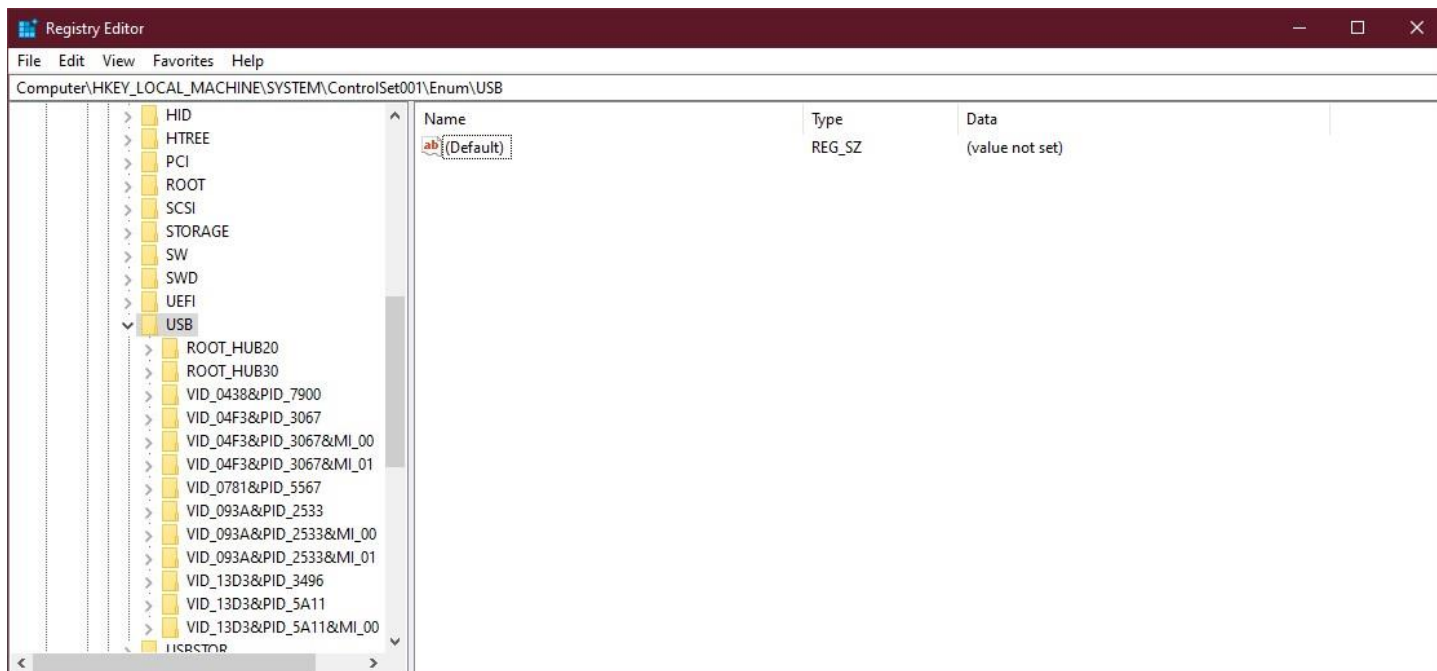 Registry Editor
File Edit View Favorites Help
Computer\HKEY_LOCAL_MACHINE\SYSTEM\ControlSet001\Enum\USB
HID
HTREE
PCI
ROOT
SCSI
STORAGE
SW
SWD
UEFI
USB
ROOT_HUB20
ROOT_HUB30
VID_0438&PID_7900
VID_04F3&PID_3067
VID_04F3&PID_3067&MI_00
VID_04F3&PID_3067&MI_01
VID_0781&PID_5567
VID_093A&PID_2533
VID_093A&PID_2533&MI_00
VID_093A&PID_2533&MI_01
VID_13D3&PID_3496
VID_13D3&PID_5A11
VID_13D3&PID_5A11&MI_00
USBSTOR
Name Type Data
ab (Default) REG_SZ (value not set)